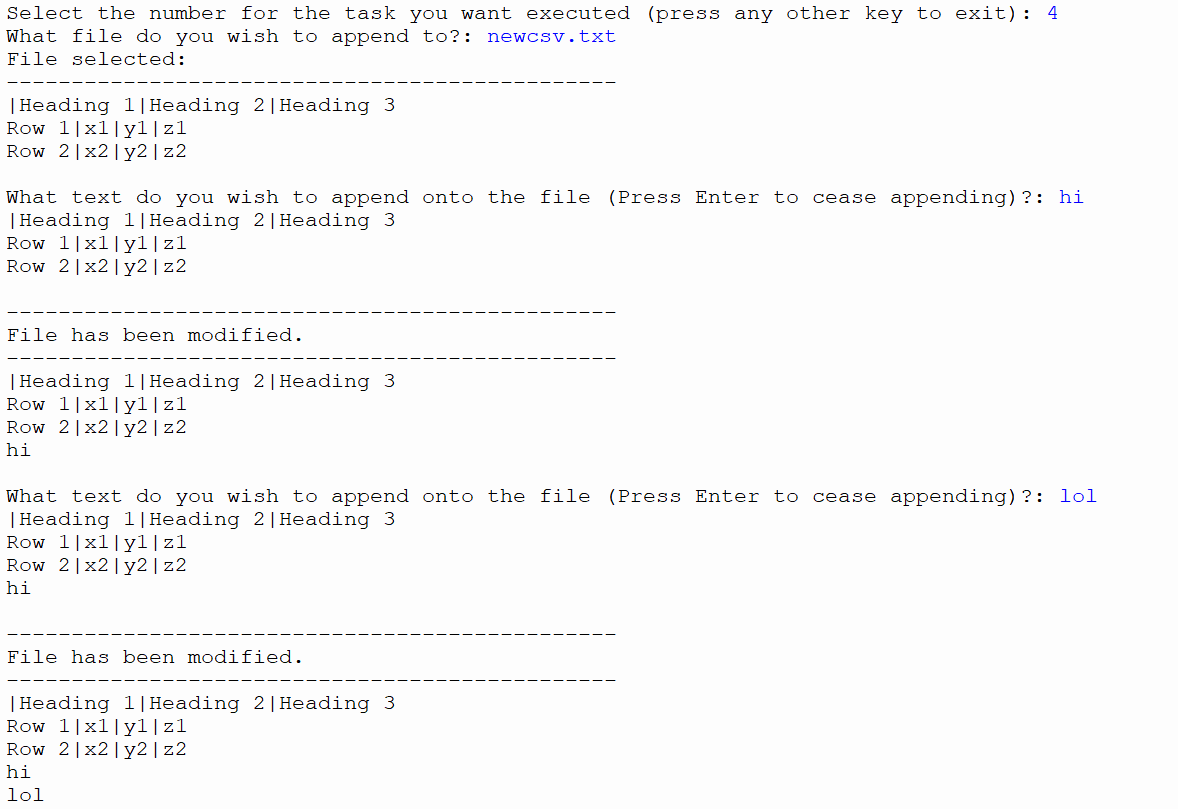 Select the number for the task you want executed (press any other key to exit): 4
What file do you wish to append to?: newcsv.txt
File selected:
-----------------------------------------------
|Heading 1|Heading 2|Heading 3
Row 1|x1|y1|z1
Row 2|x2|y2|z2
What text do you wish to append onto the file (Press Enter to cease appending)?: hi
|Heading 1|Heading 2|Heading 3
Row 1|x1|y1|z1
Row 2|x2|y2|z2
-----------------------------------------------
File has been modified.
-----------------------------------------------
|Heading 1|Heading 2|Heading 3
Row 1|x1|y1|z1
Row 2|x2|y2|z2
hi
What text do you wish to append onto the file (Press Enter to cease appending)?: lol
|Heading 1|Heading 2|Heading 3
Row 1|x1|y1|z1
Row 2|x2|y2|z2
hi
-----------------------------------------------
File has been modified.
-----------------------------------------------
|Heading 1|Heading 2|Heading 3
Row 1|x1|y1|z1
Row 2|x2|y2|z2
hi
lol